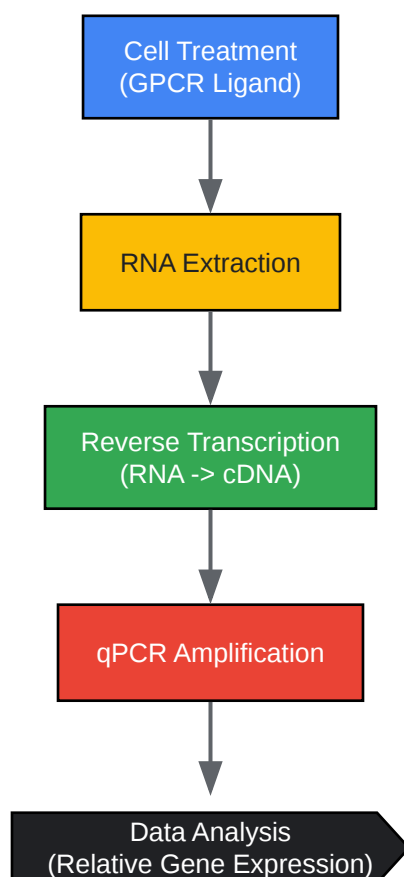 Cell Treatment
(GPCR Ligand)
RNA Extraction
Reverse Transcription
(RNA -> cDNA)
qPCR Amplification
Data Analysis
(Relative Gene Expression)